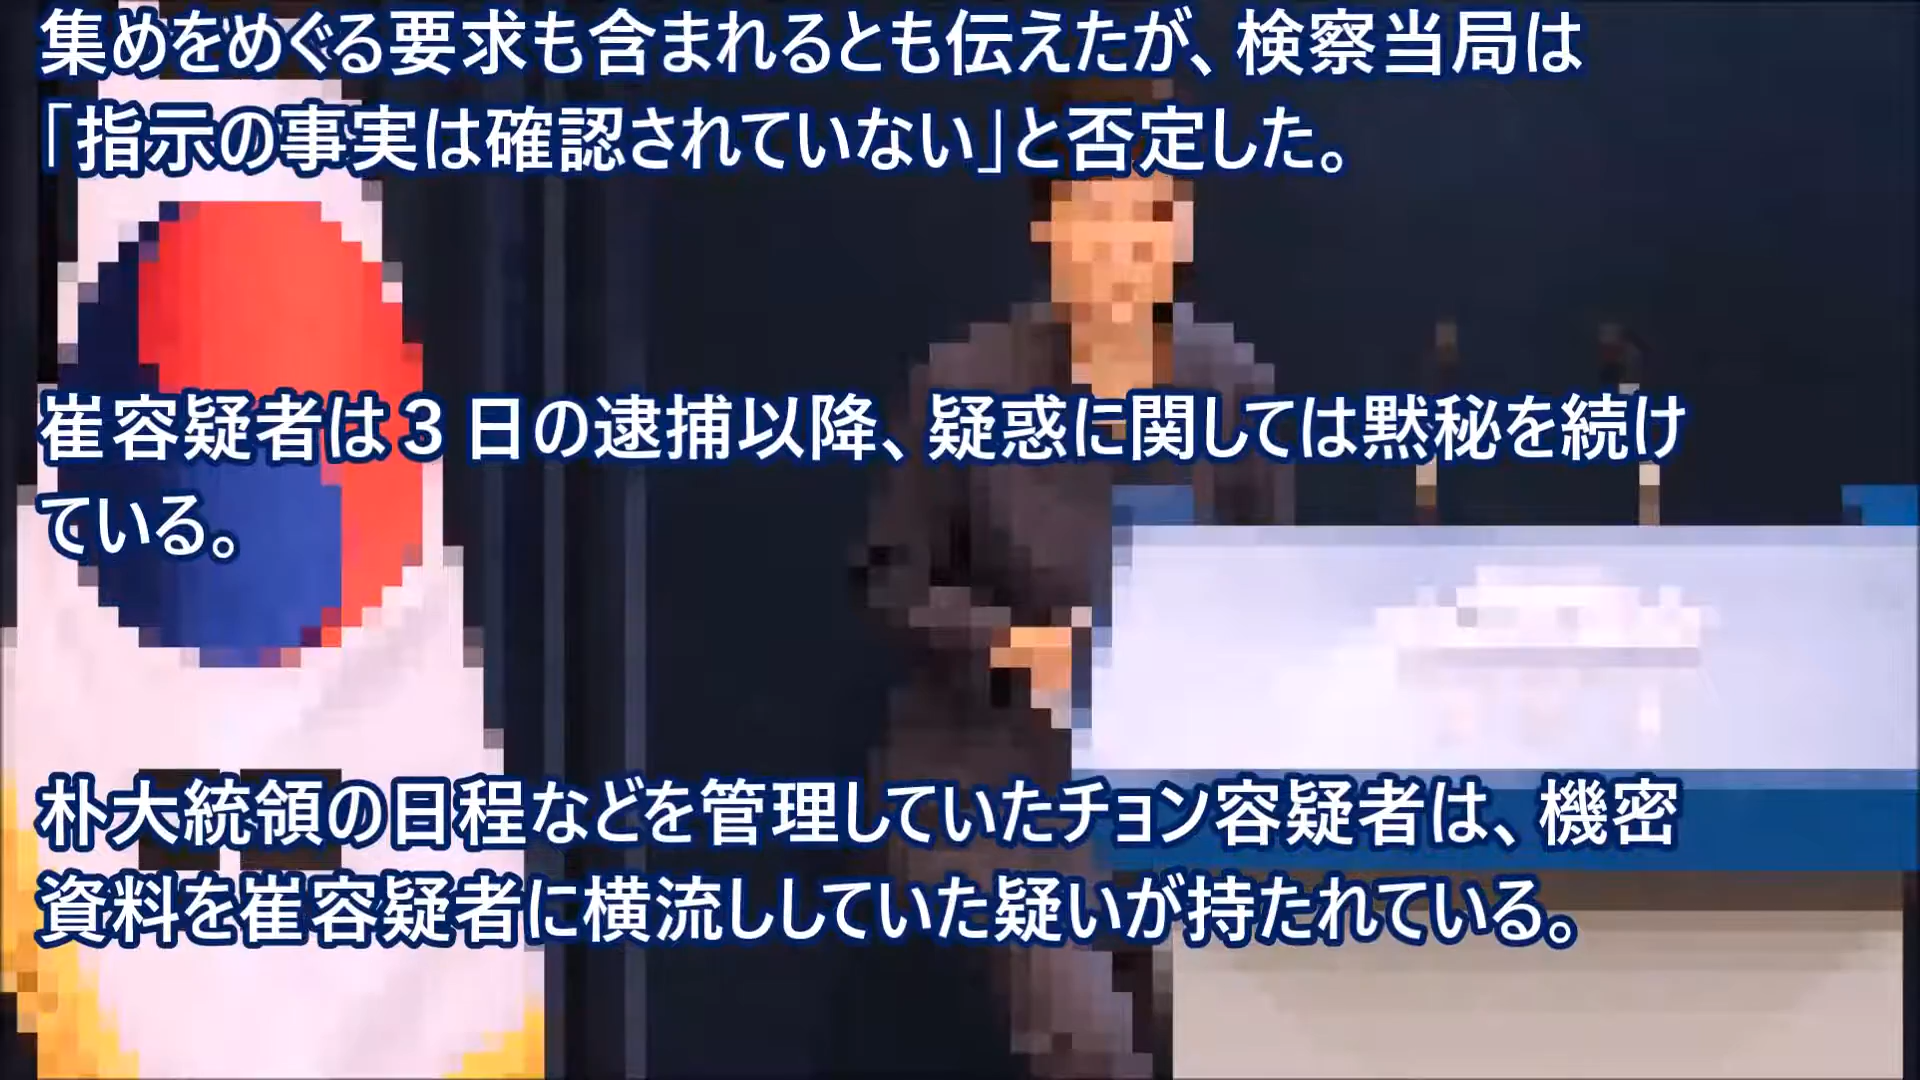 集めをめぐる要求も含まれるとも伝えたが、検察当局は
「指示の事実は確認されていない」と否定した。
崔容疑者は3日の逮捕以降、疑惑に関しては黙秘を続け
ている。
朴大統領の日程などを管理していたチョン容疑者は、機密
資料を崔容疑者に横流ししていた疑いが持たれている。